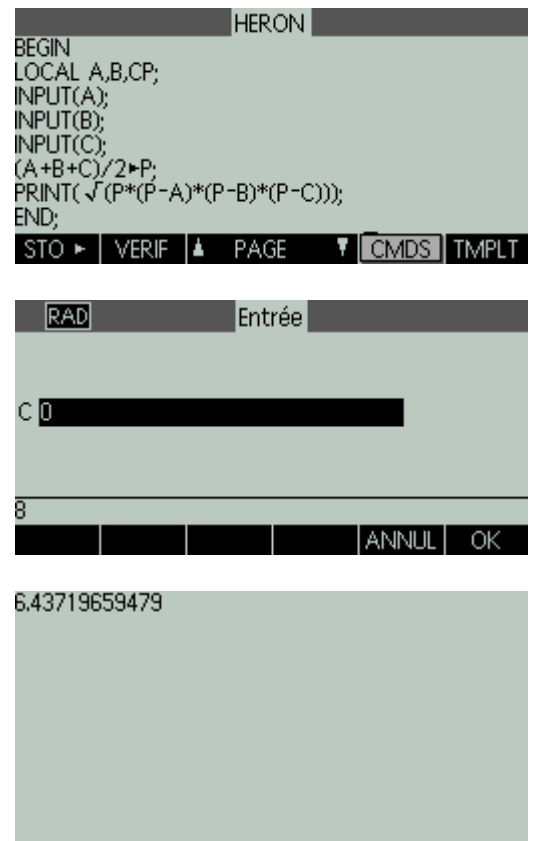 HERON
BEGIN
LOCAL A,B,CP;
INPUT(A);
INPUT(B);
INPUT(C);
(A+B+C)/2►P;
PRINT(√(P*(P-A)*(P-B)*(P-C)));
END;
STO ► VERIF PAGE CMDS TMPLT
RAD Entrée
C 0
8
ANNUL OK
6.43719659479